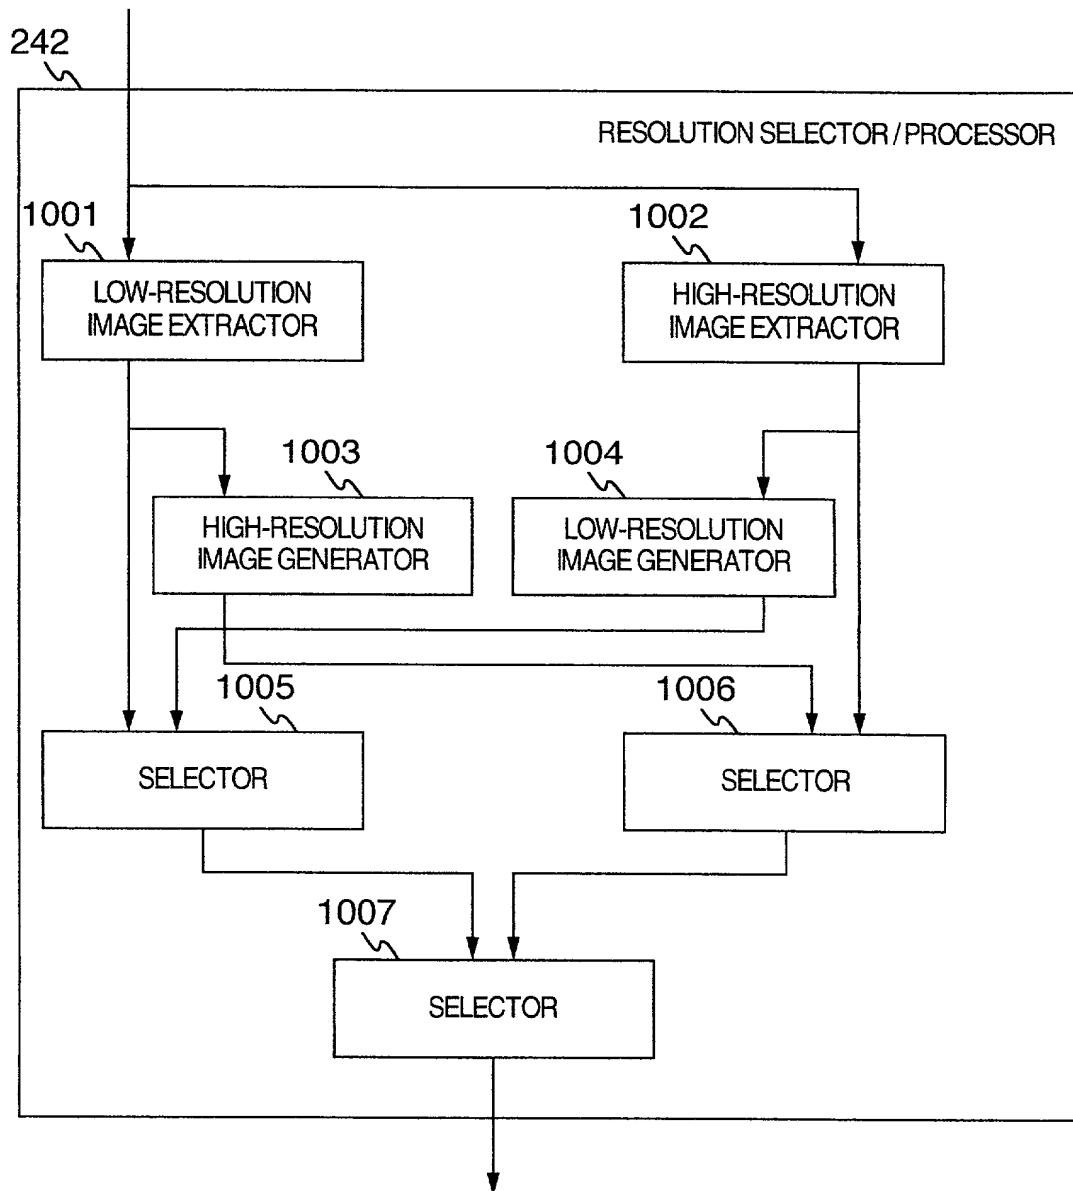 242
RESOLUTION SELECTOR / PROCESSOR
1001
1002
LOW-RESOLUTION
IMAGE EXTRACTOR
HIGH-RESOLUTION
IMAGE EXTRACTOR
1003
1004
HIGH-RESOLUTION
IMAGE GENERATOR
LOW-RESOLUTION
IMAGE GENERATOR
1005
1006
SELECTOR
SELECTOR
1007
SELECTOR